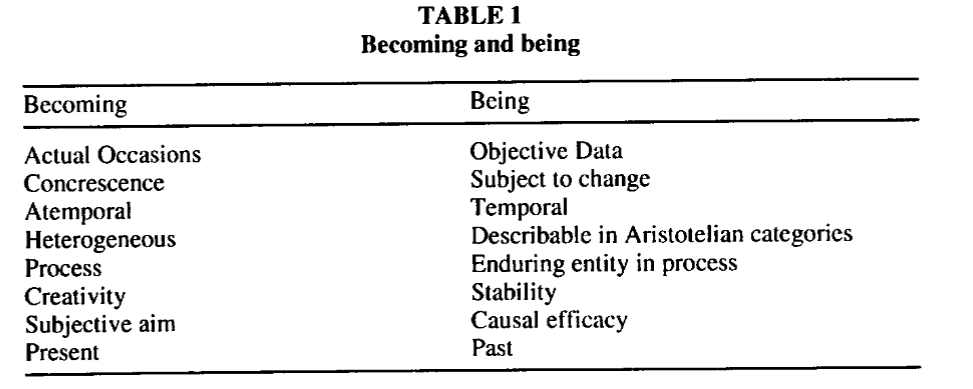 TABLE 1
Becoming and being
Becoming Being
Actual Occasions Objective Data
Concrescence Subject to change
Atemporal Temporal
Heterogeneous Describable in Aristotelian categories
Process Enduring entity in process
Creativity Stability
Subjective aim Causal efficacy
Present Past